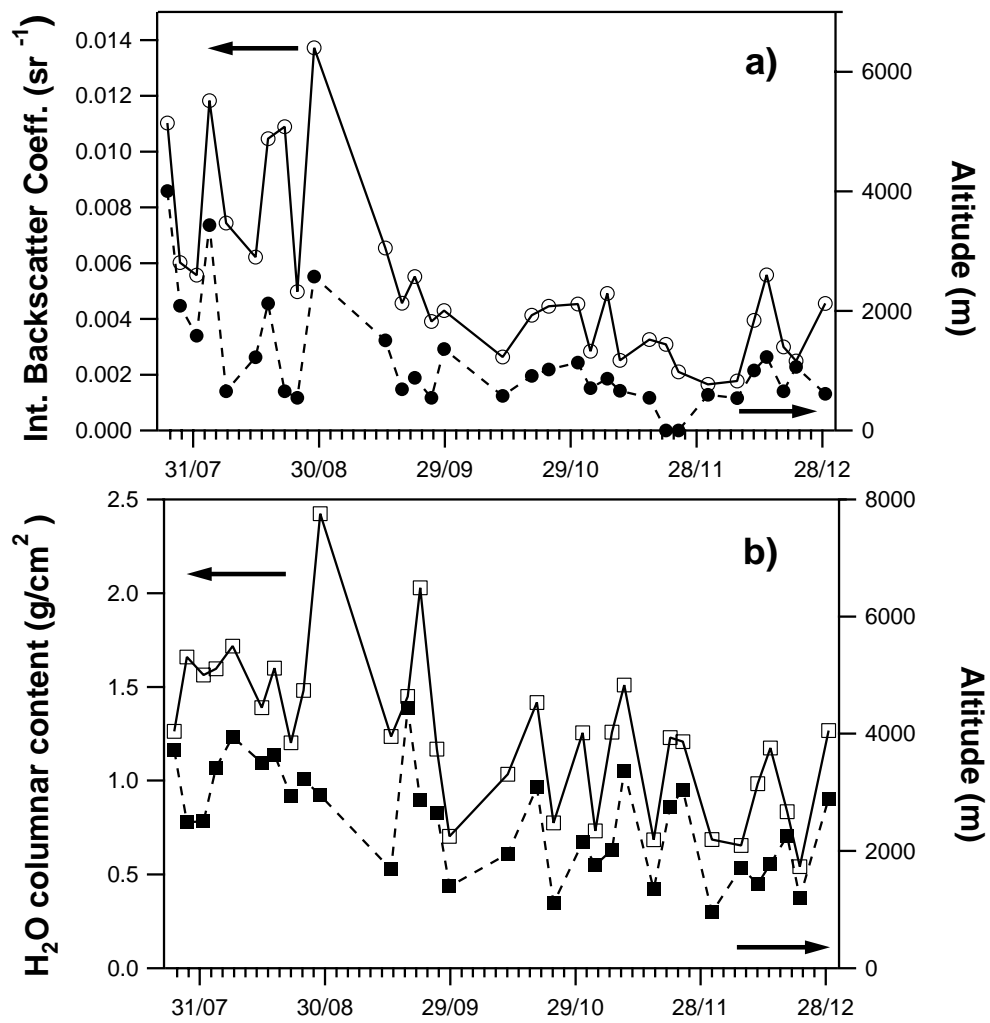 a)
Int. Backscatter Coeff. (sr -1)
0.014
0.012
0.010
0.008
0.006
0.004
0.002
0.000
6000
4000
2000
0
Altitude (m)
31/07 30/08 29/09 29/10 28/11 28/12
b)
H2O columnar content (g/cm2)
2.5
2.0
1.5
1.0
0.5
0.0
8000
6000
4000
2000
0
Altitude (m)
31/07 30/08 29/09 29/10 28/11 28/12